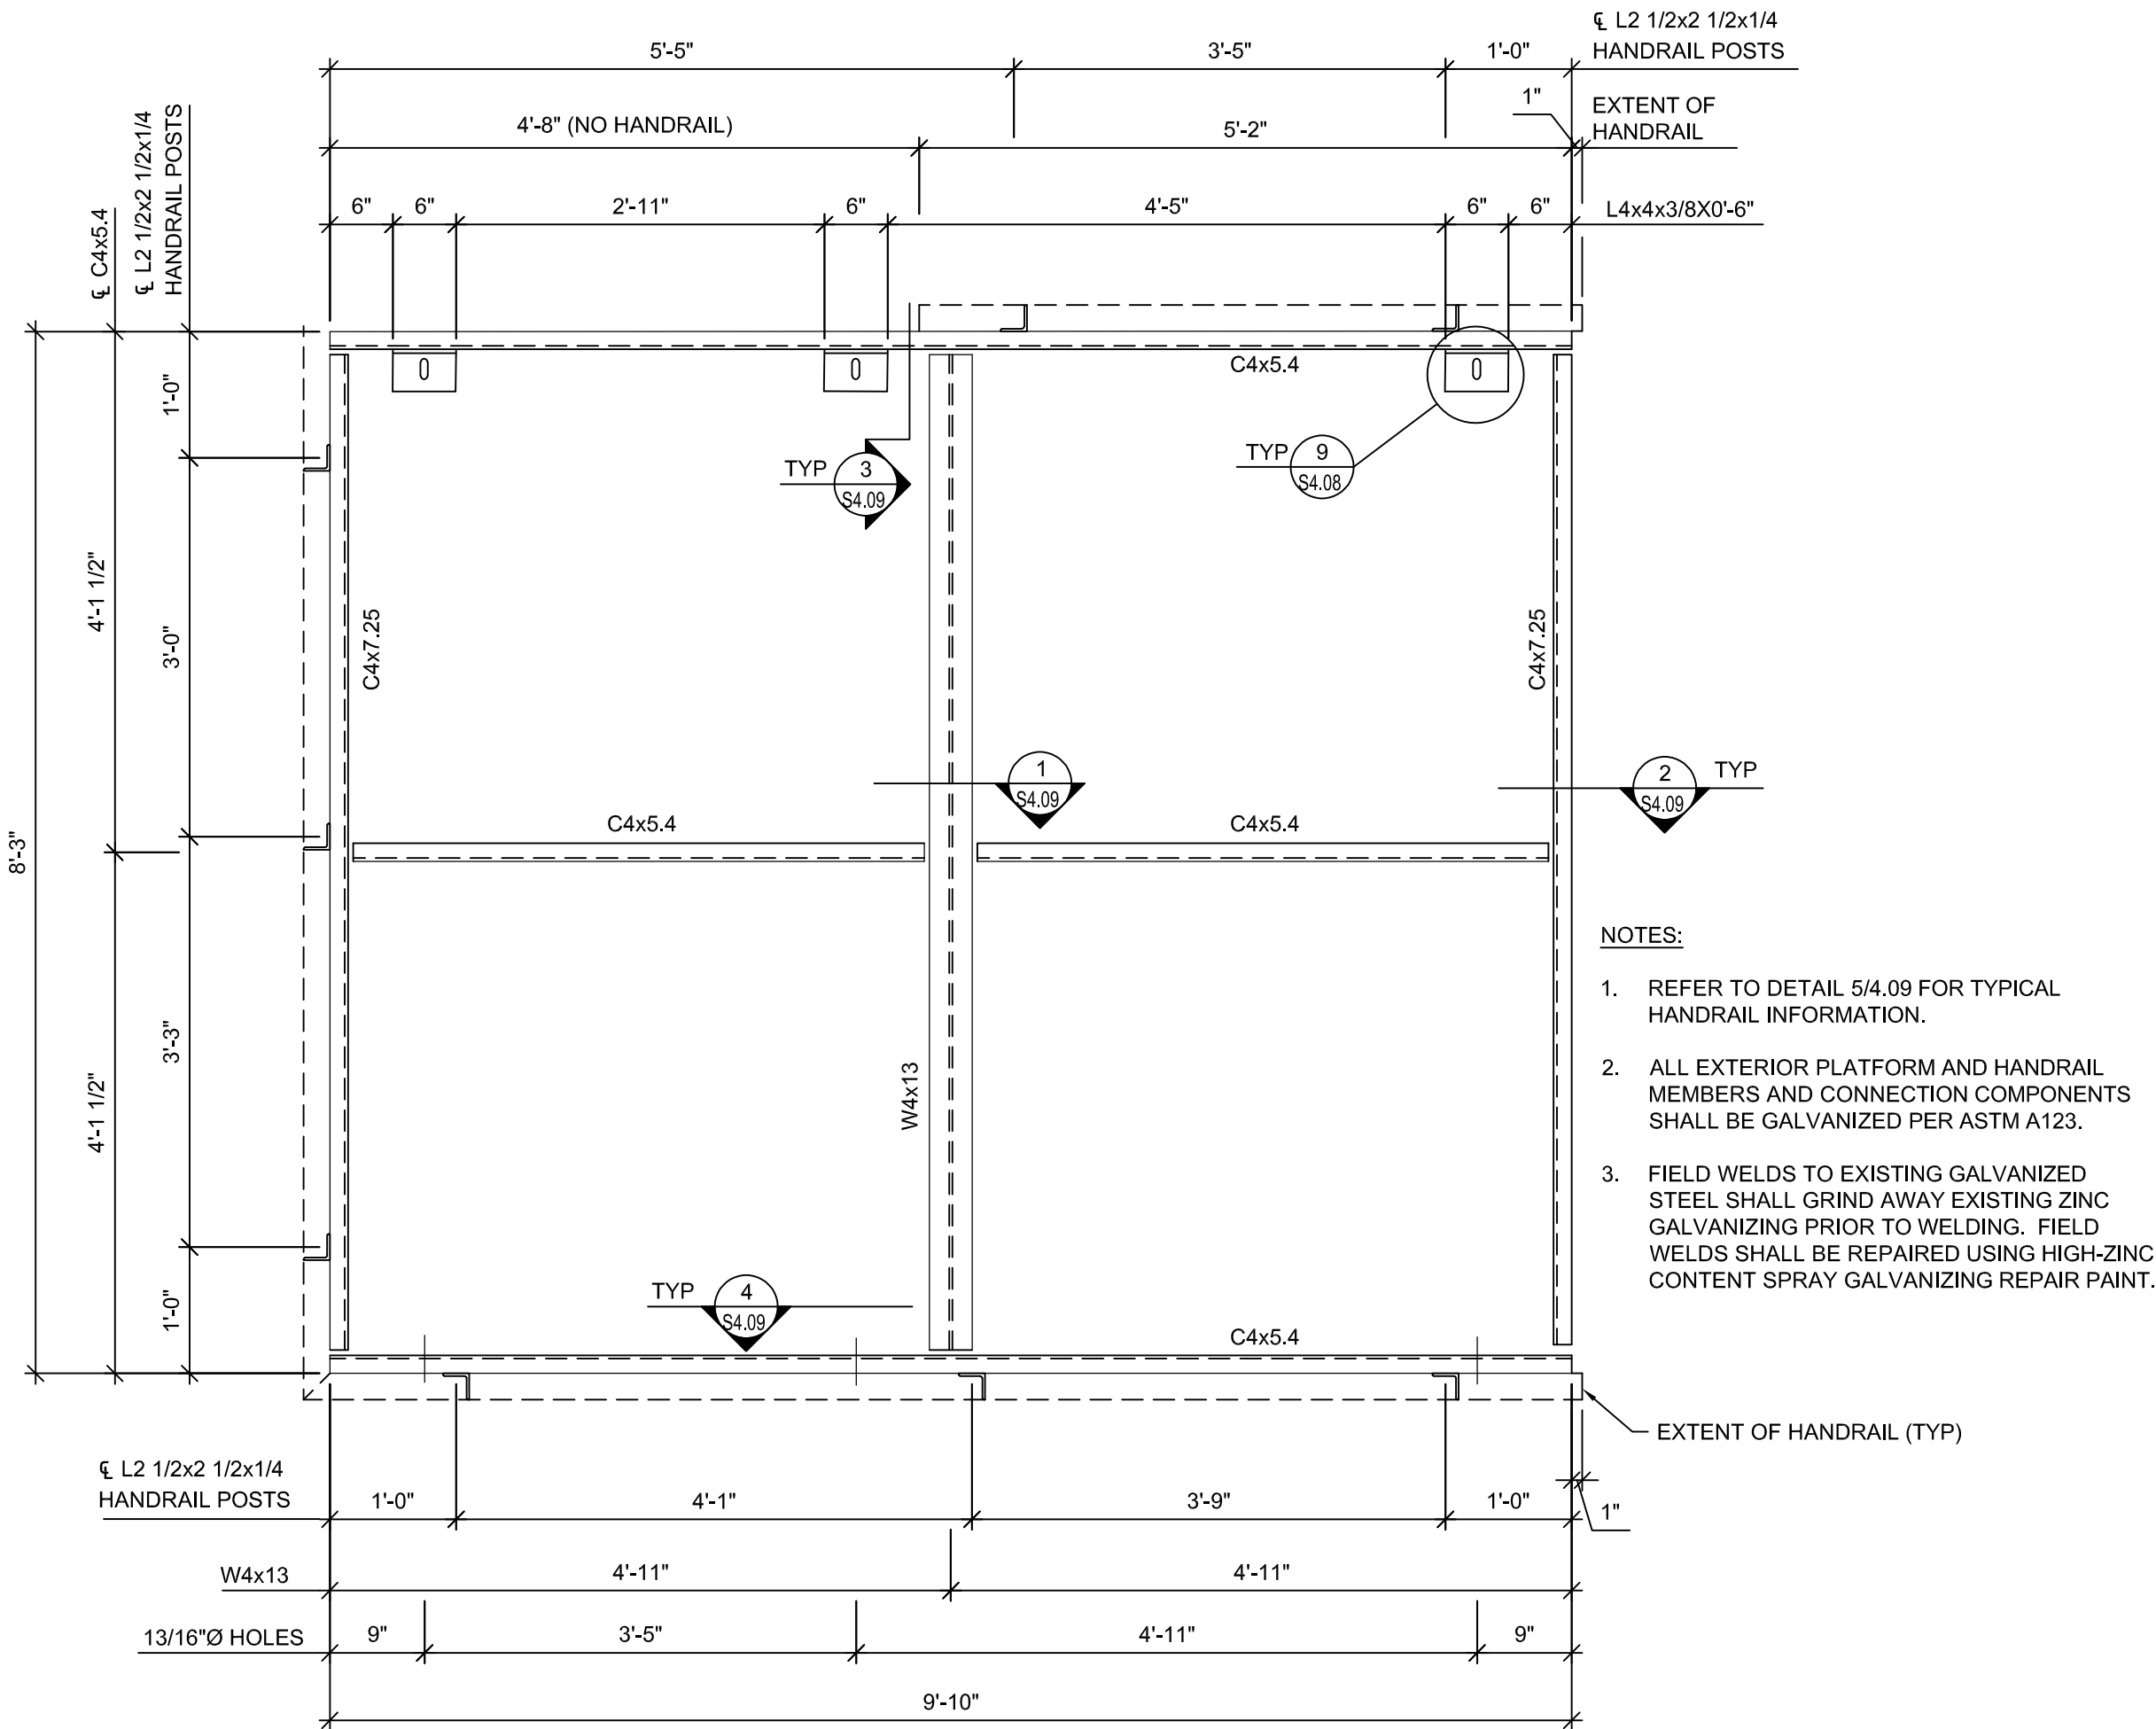 ℄ L2 1/2x2 1/2x1/4
HANDRAIL POSTS
5'-5"
3'-5"
1'-0"
1"
EXTENT OF
HANDRAIL
4'-8" (NO HANDRAIL)
5'-2"
6"
6"
2'-11"
6"
4'-5"
6"
6"
L4x4x3/8X0'-6"
℄ C4x5.4
℄ L2 1/2x2 1/2x1/4
HANDRAIL POSTS
8'-3"
4'-1 1/2"
4'-1 1/2"
1'-0"
3'-0"
3'-3"
1'-0"
C4x5.4
TYP
3
S4.09
TYP
9
S4.08
C4x7.25
C4x7.25
1
S4.09
2
S4.09
TYP
C4x5.4
C4x5.4
W4x13
TYP
4
S4.09
C4x5.4
NOTES:
1. REFER TO DETAIL 5/4.09 FOR TYPICAL
HANDRAIL INFORMATION.
2. ALL EXTERIOR PLATFORM AND HANDRAIL
MEMBERS AND CONNECTION COMPONENTS
SHALL BE GALVANIZED PER ASTM A123.
3. FIELD WELDS TO EXISTING GALVANIZED
STEEL SHALL GRIND AWAY EXISTING ZINC
GALVANIZING PRIOR TO WELDING. FIELD
WELDS SHALL BE REPAIRED USING HIGH-ZINC
CONTENT SPRAY GALVANIZING REPAIR PAINT.
EXTENT OF HANDRAIL (TYP)
℄ L2 1/2x2 1/2x1/4
HANDRAIL POSTS
1'-0"
4'-1"
3'-9"
1'-0"
1"
W4x13
4'-11"
4'-11"
13/16"Ø HOLES
9"
3'-5"
4'-11"
9"
9'-10"